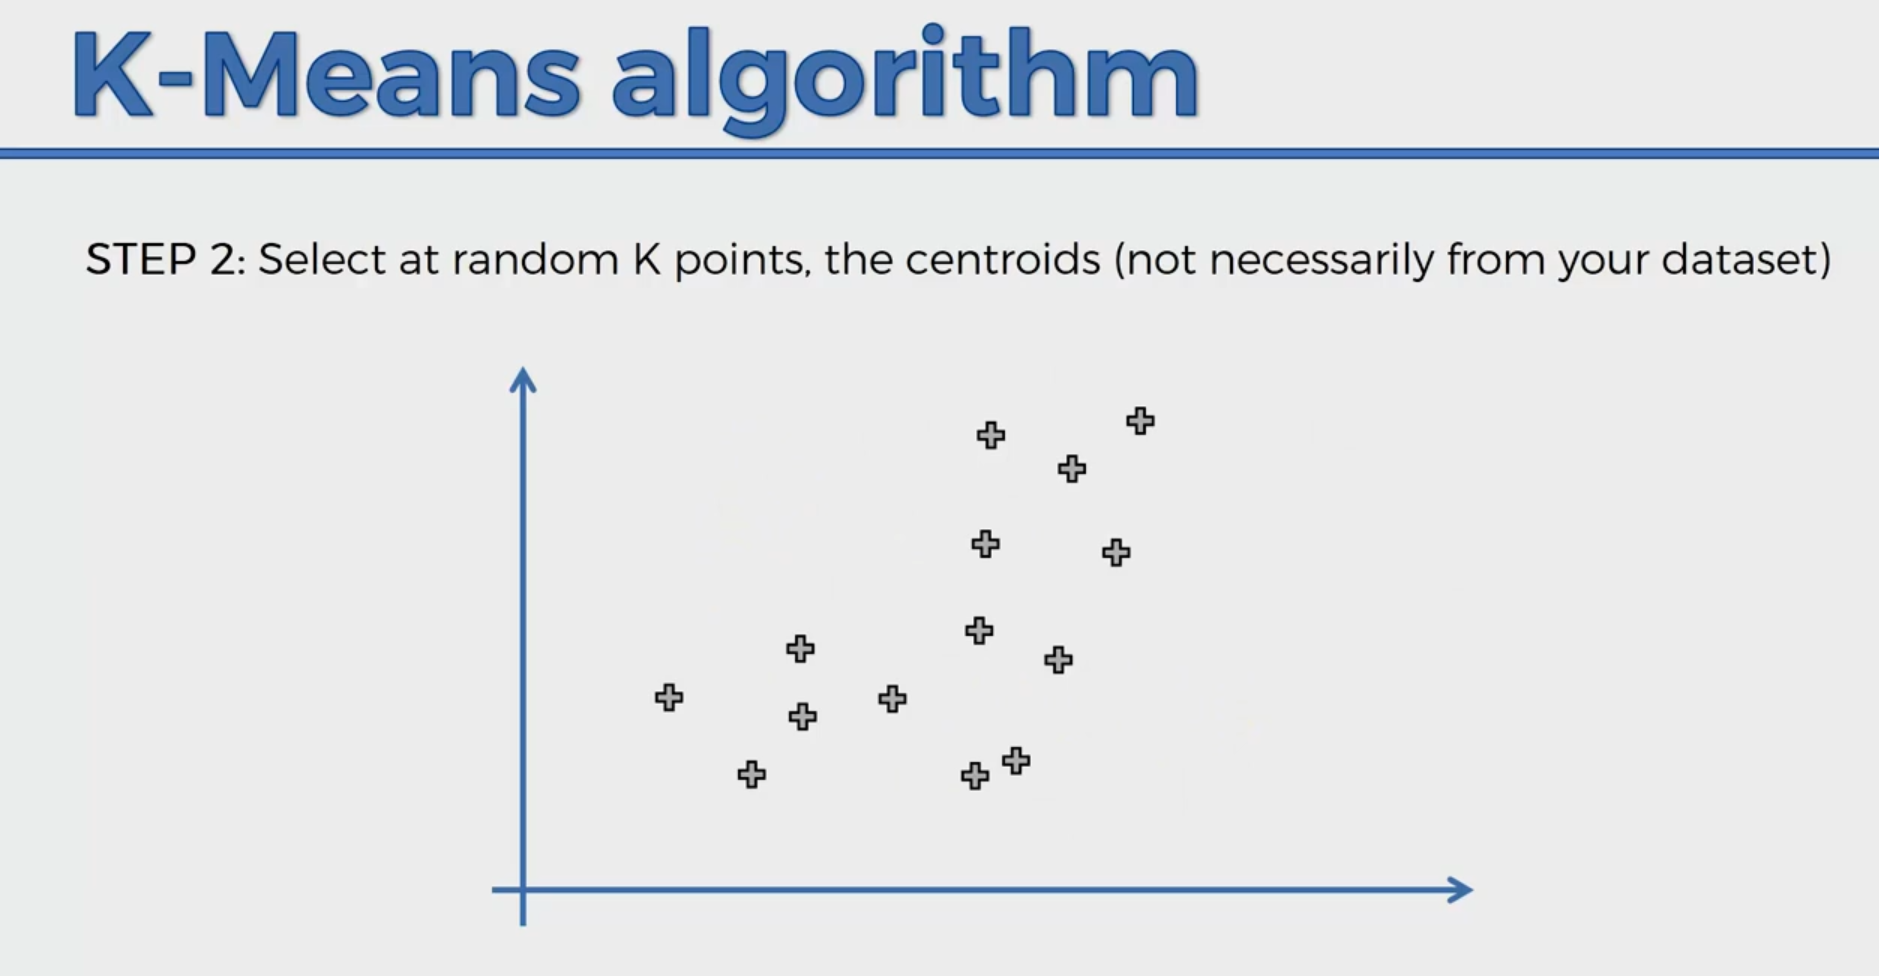 K-Means algorithm
STEP 2: Select at random K points, the centroids (not necessarily from your dataset)